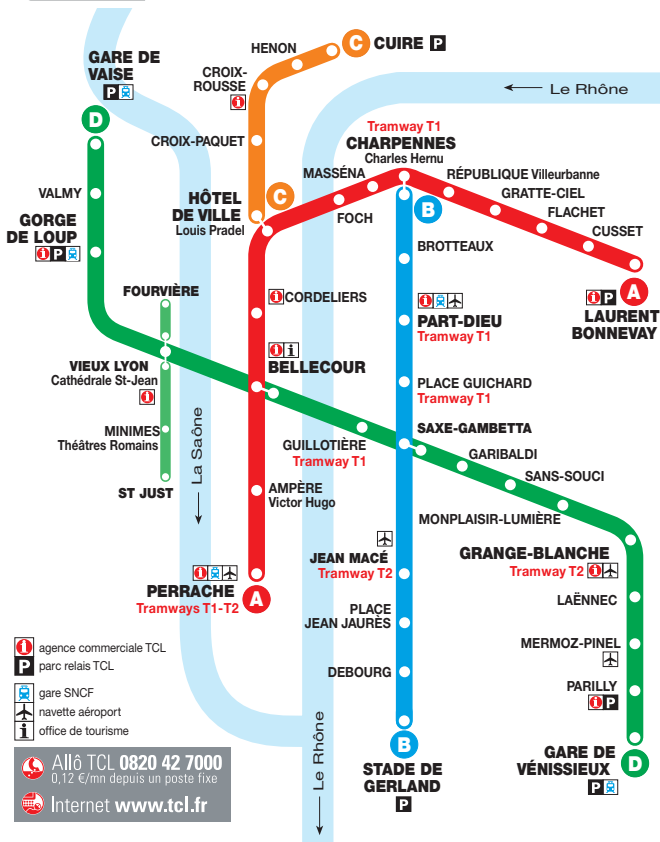 GARE DE
VAISE
P
D
VALMY
GORGE
DE LOUP
P
HENON
C
CUIRE P
CROIX-
ROUSSE
CROIX-PAQUET
C
HÔTEL
DE VILLE
Louis Pradel
Le Rhône
Tramway T1
CHARPENNES
Charles Hernu
MASSÉNA
FOCH
RÉPUBLIQUE Villeurbanne
GRATTE-CIEL
FLACHET
CUSSET
P
A
LAURENT
BONNEVAY
B
BROTTEAUX
PART-DIEU
Tramway T1
PLACE GUICHARD
Tramway T1
SAXE-GAMBETTA
CORDELIERS
i
BELLECOUR
FOURVIÈRE
VIEUX LYON
Cathédrale St-Jean
MINIMES
Théâtres Romains
ST JUST
La Saône
GUILLOTIÈRE
Tramway T1
GARIBALDI
SANS-SOUCI
MONPLAISIR-LUMIÈRE
AMPÈRE
Victor Hugo
PERRACHE
Tramways T1-T2
A
JEAN MACÉ
Tramway T2
PLACE
JEAN JAURÈS
DEBOURG
B
STADE DE
GERLAND
P
GRANGE-BLANCHE
Tramway T2
LAËNNEC
MERMOZ-PINEL
PARILLY
P
GARE DE
VÉNISSIEUX
P
D
Le Rhône
i agence commerciale TCL
P parc relais TCL
gare SNCF
navette aéroport
i office de tourisme
Allô TCL 0820 42 7000
0,12 €/mn depuis un poste fixe
Internet www.tcl.fr